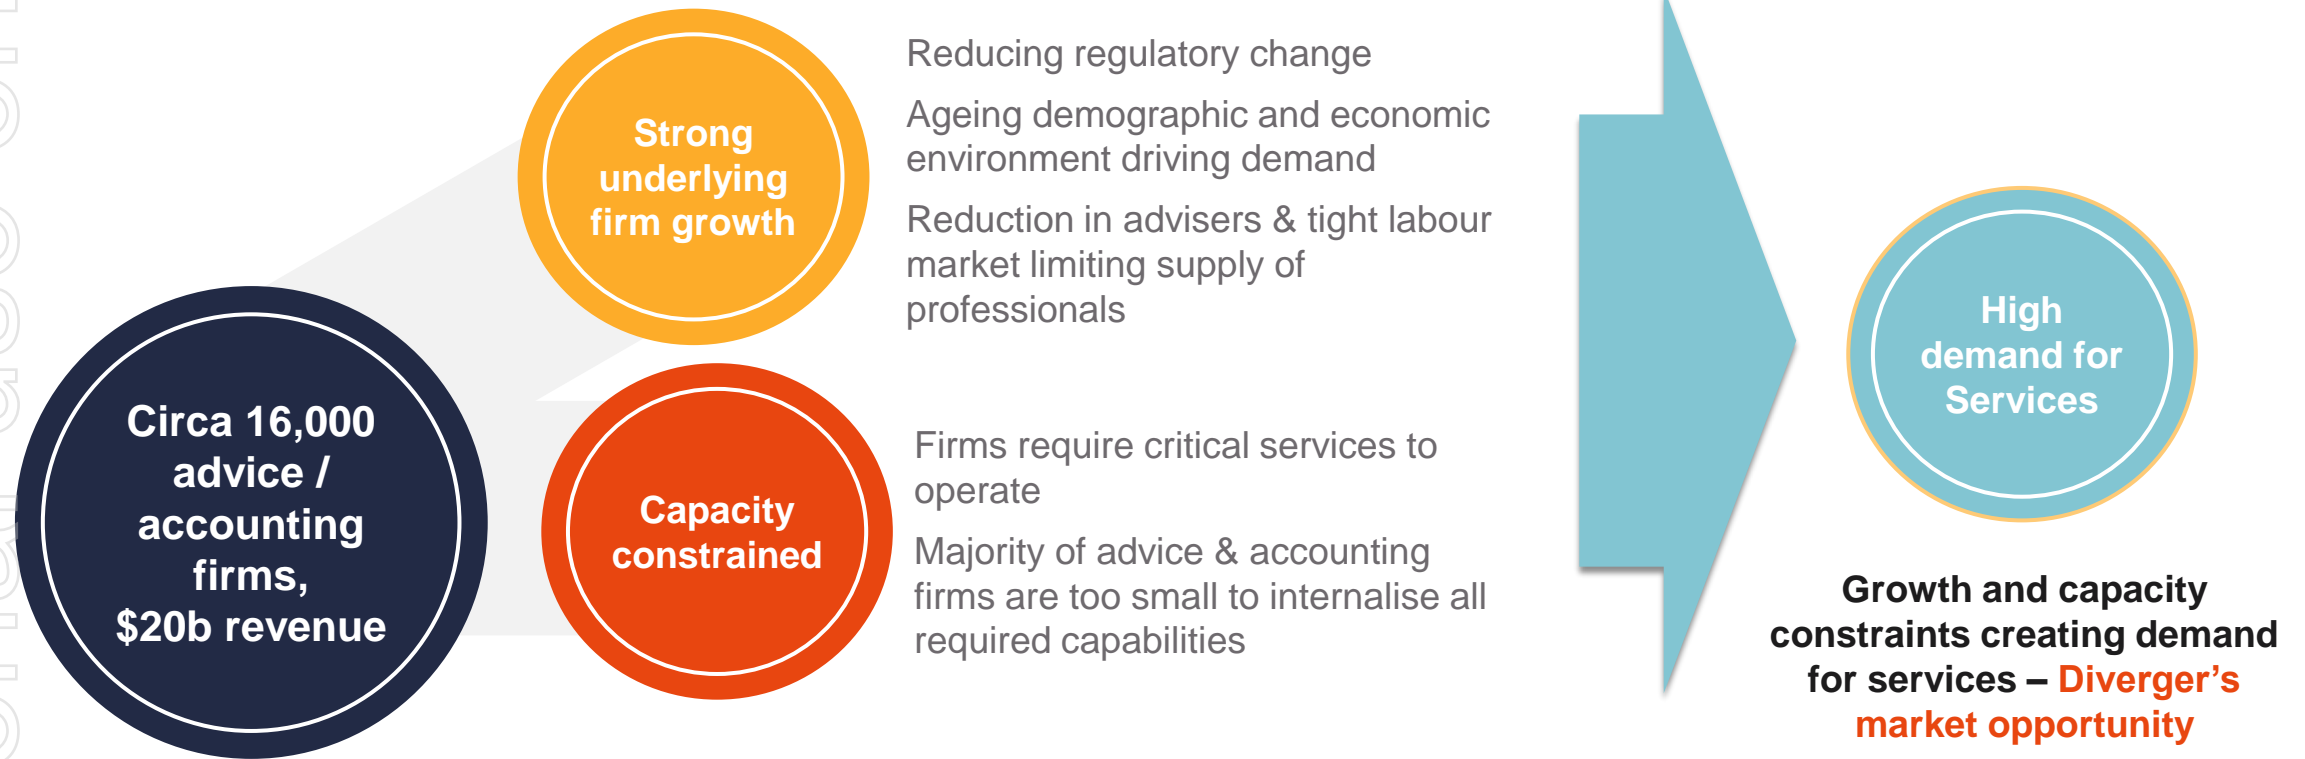 Strong
underlying
firm growth
Reducing regulatory change
Ageing demographic and economic
environment driving demand
Reduction in advisers & tight labour
market limiting supply of
professionals
Circa 16,000
advice /
accounting
firms,
$20b revenue
Capacity
constrained
Firms require critical services to
operate
Majority of advice & accounting
firms are too small to internalise all
required capabilities
High
demand for
Services
Growth and capacity
constraints creating demand
for services – Diverger’s
market opportunity